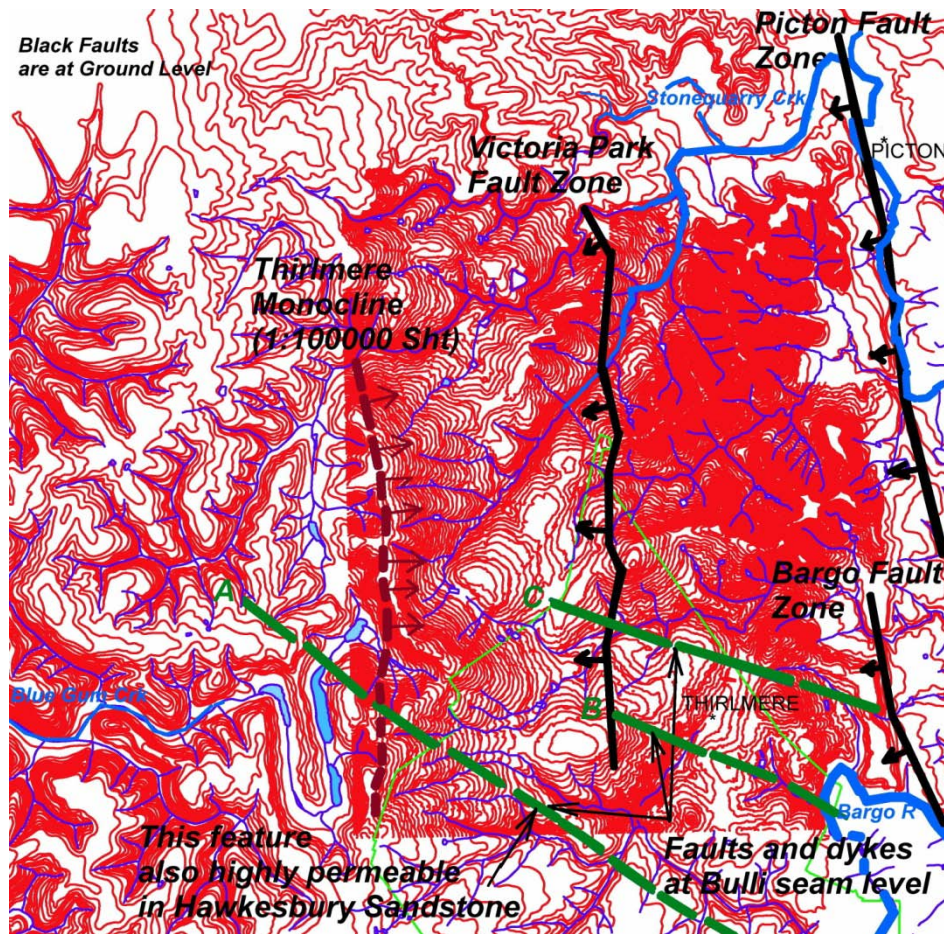 Black Faults
are at Ground Level
Picton Fault
Zone
Stonequarry Crk
PICTON
*
Victoria Park
Fault Zone
Thirlmere
Monocline
(1:100000 Sht)
Bargo Fault
Zone
A
C
Blue Gum Crk
B
THIRLMERE
*
Bargo R
This feature
also highly permeable
in Hawkesbury Sandstone
Faults and dykes
at Bulli seam level